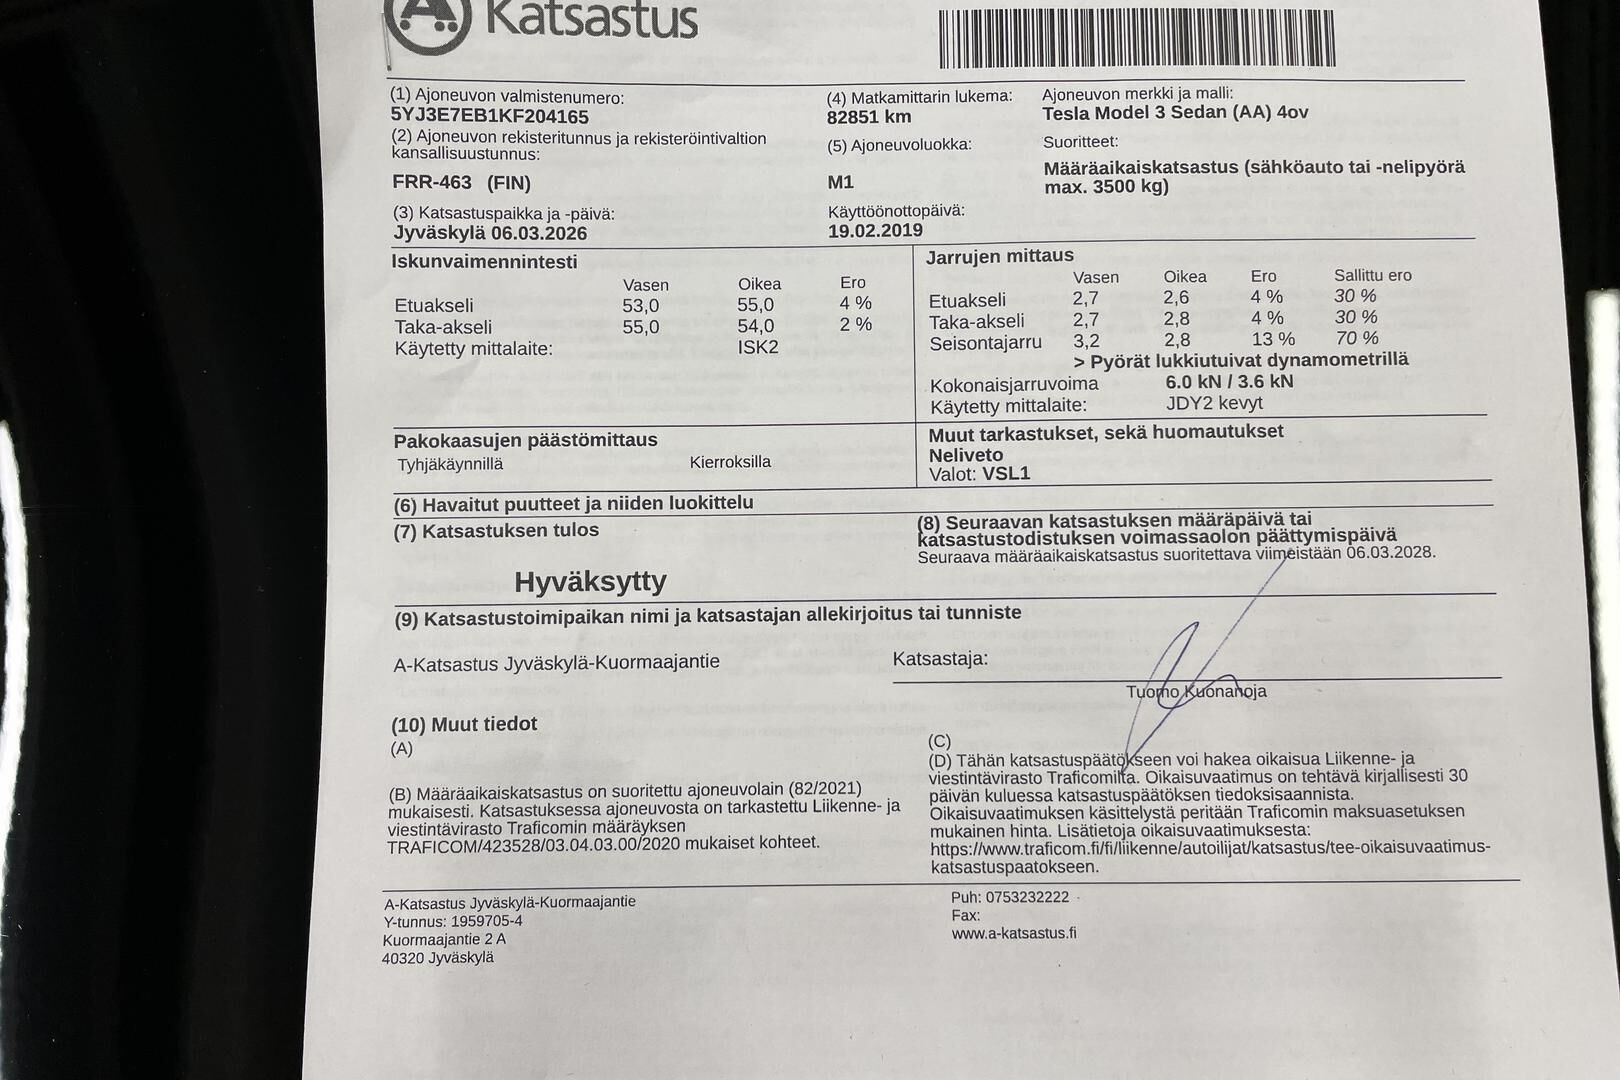 A Katsastus
(1) Ajoneuvon valmistenumero:
5YJ3E7EB1KF204165
(4) Matkamittarin lukema:
82851 km
Ajoneuvon merkki ja malli:
Tesla Model 3 Sedan (AA) 4ov
(2) Ajoneuvon rekisteritunnus ja rekisteröintivaltion
kansallisuustunnus:
FRR-463 (FIN)
(5) Ajoneuvoluokka:
M1
Suoritteet:
Määräaikaiskatsastus (sähköauto tai -nelipyörä
max. 3500 kg)
(3) Katsastuspaikka ja -päivä:
Jyväskylä 06.03.2026
Käyttöönottopäivä:
19.02.2019
Iskunvaimennintesti
Vasen Oikea Ero
Etuakseli 53,0 55,0 4 %
Taka-akseli 55,0 54,0 2 %
Käytetty mittalaite: ISK2
Jarrujen mittaus
Vasen Oikea Ero Sallittu ero
Etuakseli 2,7 2,6 4 % 30 %
Taka-akseli 2,7 2,8 4 % 30 %
Seisontajarru 3,2 2,8 13 % 70 %
> Pyörät lukkiutuivat dynamometrillä
Kokonaisjarruvoima 6.0 kN / 3.6 kN
Käytetty mittalaite: JDY2 kevyt
Pakokaasujen päästömittaus
Tyhjäkäynnillä Kierroksilla
Muut tarkastukset, sekä huomautukset
Neliveto
Valot: VSL1
(6) Havaitut puutteet ja niiden luokittelu
(7) Katsastuksen tulos
Hyväksytty
(8) Seuraavan katsastuksen määräpäivä tai
katsastustodistuksen voimassaolon päättymispäivä
Seuraava määräaikaiskatsastus suoritettava viimeistään 06.03.2028.
(9) Katsastustoimipaikan nimi ja katsastajan allekirjoitus tai tunniste
A-Katsastus Jyväskylä-Kuormaajantie
Katsastaja:
Tuomo Kuonanoja
(10) Muut tiedot
(A)
(B) Määräaikaiskatsastus on suoritettu ajoneuvolain (82/2021)
mukaisesti. Katsastuksessa ajoneuvosta on tarkastettu Liikenne- ja
viestintävirasto Traficomin määräyksen
TRAFICOM/423528/03.04.03.00/2020 mukaiset kohteet.
(C)
(D) Tähän katsastuspäätökseen voi hakea oikaisua Liikenne- ja
viestintävirasto Traficomilta. Oikaisuvaatimus on tehtävä kirjallisesti 30
päivän kuluessa katsastuspäätöksen tiedoksisaannista.
Oikaisuvaatimuksen käsittelystä peritään Traficomin maksuasetuksen
mukainen hinta. Lisätietoja oikaisuvaatimuksesta:
https://www.traficom.fi/fi/liikenne/autoilijat/katsastus/tee-oikaisuvaatimus-
katsastuspaatokseen.
A-Katsastus Jyväskylä-Kuormaajantie
Y-tunnus: 1959705-4
Kuormaajantie 2 A
40320 Jyväskylä
Puh: 0753232222
Fax:
www.a-katsastus.fi